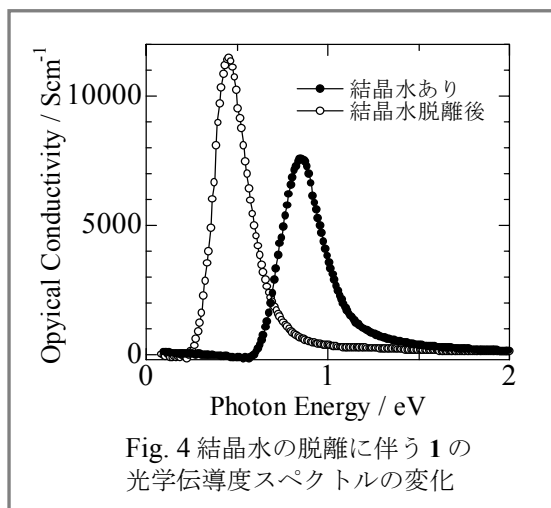 結晶水あり
結晶水脱離後
Opyical Conductivity / Scm-1
10000
5000
0
0
1
2
Photon Energy / eV
Fig. 4 結晶水の脱離に伴う 1 の
光学伝導度スペクトルの変化